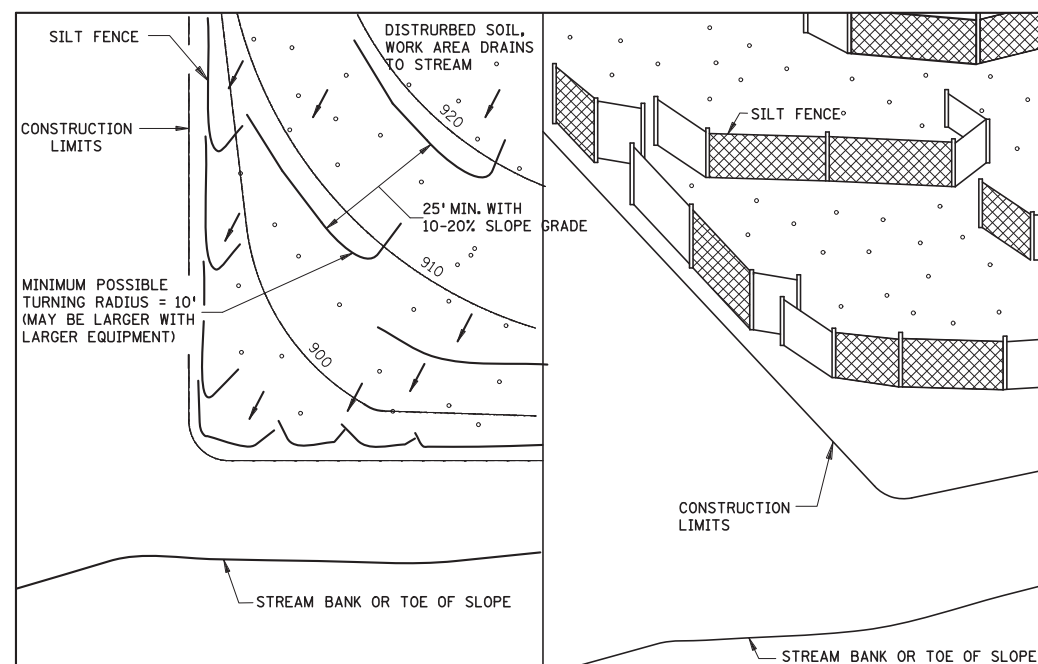 SILT FENCE
DISTRURBED SOIL,
WORK AREA DRAINS
TO STREAM
920
CONSTRUCTION
LIMITS
25' MIN. WITH
10-20% SLOPE GRADE
910
MINIMUM POSSIBLE
TURNING RADIUS = 10'
(MAY BE LARGER WITH
LARGER EQUIPMENT)
900
STREAM BANK OR TOE OF SLOPE
SILT FENCE
CONSTRUCTION
LIMITS
STREAM BANK OR TOE OF SLOPE